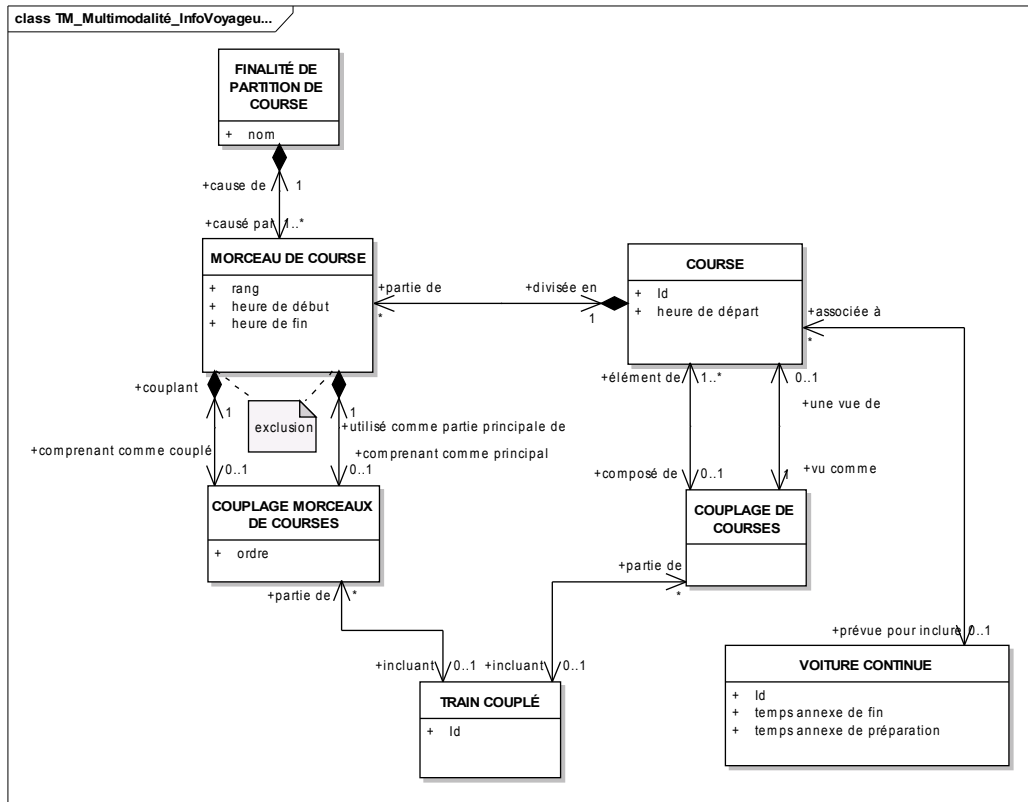 class TM_Multimodalité_InfoVoyageu...
FINALITÉ DE
PARTITION DE
COURSE
+ nom
+cause de 1
+causé par 1..*
MORCEAU DE COURSE
+ rang
+ heure de début
+ heure de fin
+partie de
*
+divisée en
1
COURSE
+ Id
+ heure de départ
+associée à
*
+couplant
1
exclusion
1
+utilisé comme partie principale de
+comprenant comme couplé
0..1
+comprenant comme principal
0..1
+élément de 1..*
0..1
+une vue de
+composé de 0..1
+vu comme
1
COUPLAGE MORCEAUX
DE COURSES
+ ordre
COUPLAGE DE
COURSES
+partie de *
+partie de
*
+incluant 0..1
+incluant 0..1
+prévue pour inclure 0..1
TRAIN COUPLÉ
+ Id
VOITURE CONTINUE
+ Id
+ temps annexe de fin
+ temps annexe de préparation